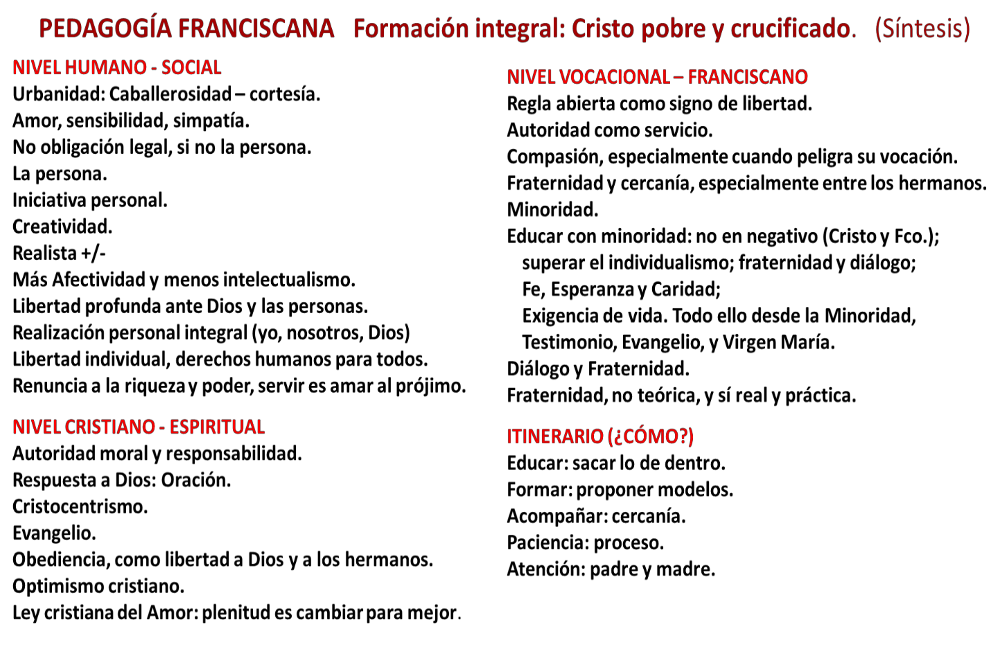 PEDAGOGÍA FRANCISCANA   Formación integral: Cristo pobre y crucificado.   (Síntesis)
NIVEL HUMANO - SOCIAL
Urbanidad: Caballerosidad – cortesía.
Amor, sensibilidad, simpatía.
No obligación legal, si no la persona.
La persona.
Iniciativa personal.
Creatividad.
Realista +/-
Más Afectividad y menos intelectualismo.
Libertad profunda ante Dios y las personas.
Realización personal integral (yo, nosotros, Dios)
Libertad individual, derechos humanos para todos.
Renuncia a la riqueza y poder, servir es amar al prójimo.
NIVEL CRISTIANO - ESPIRITUAL
Autoridad moral y responsabilidad.
Respuesta a Dios: Oración.
Cristocentrismo.
Evangelio.
Obediencia, como libertad a Dios y a los hermanos.
Optimismo cristiano.
Ley cristiana del Amor: plenitud es cambiar para mejor.
NIVEL VOCACIONAL – FRANCISCANO
Regla abierta como signo de libertad.
Autoridad como servicio.
Compasión, especialmente cuando peligra su vocación.
Fraternidad y cercanía, especialmente entre los hermanos.
Minoridad.
Educar con minoridad: no en negativo (Cristo y Fco.);
superar el individualismo; fraternidad y diálogo;
Fe, Esperanza y Caridad;
Exigencia de vida. Todo ello desde la Minoridad,
Testimonio, Evangelio, y Virgen María.
Diálogo y Fraternidad.
Fraternidad, no teórica, y sí real y práctica.
ITINERARIO (¿CÓMO?)
Educar: sacar lo de dentro.
Formar: proponer modelos.
Acompañar: cercanía.
Paciencia: proceso.
Atención: padre y madre.